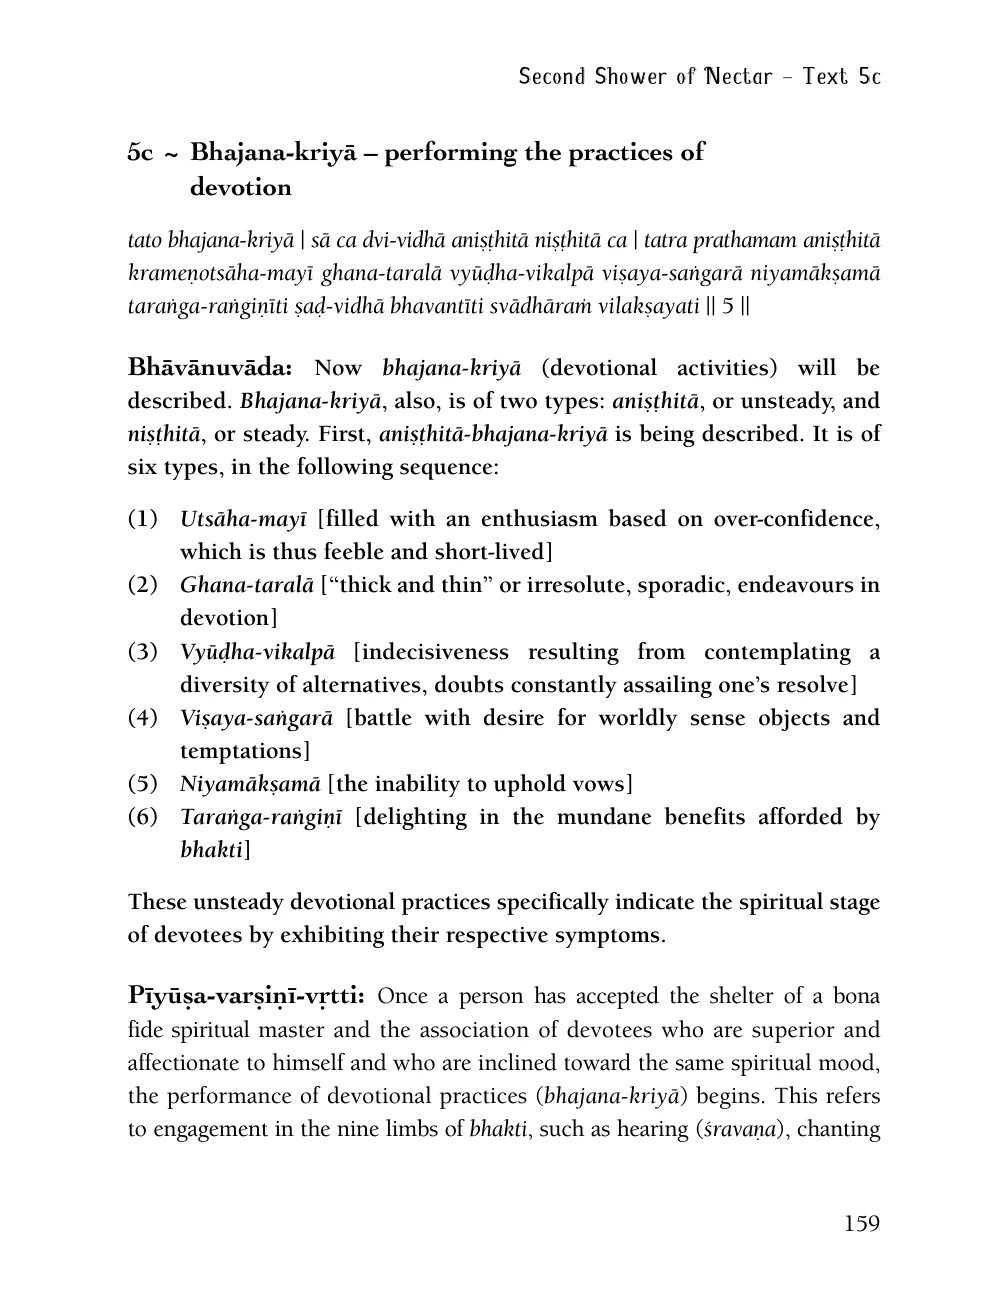 Second Shower of Nectar – Text 5c
5c ~ Bhajana-kriyā – performing the practices of
devotion
tato bhajana-kriyā | sā ca dvi-vidhā aniṣṭhitā niṣṭhitā ca | tatra prathamam aniṣṭhitā
krameṇotsāha-mayī ghana-taralā vyūḍha-vikalpā viṣaya-saṅgarā niyamākṣamā
taraṅga-raṅgiṇīti ṣaḍ-vidhā bhavantīti svādhāraṁ vilakṣayati || 5 ||
Bhāvānuvāda: Now bhajana-kriyā (devotional activities) will be
described. Bhajana-kriyā, also, is of two types: aniṣṭhitā, or unsteady, and
niṣṭhitā, or steady. First, aniṣṭhitā-bhajana-kriyā is being described. It is of
six types, in the following sequence:
(1) Utsāha-mayī [filled with an enthusiasm based on over-confidence,
which is thus feeble and short-lived]
(2) Ghana-taralā [“thick and thin” or irresolute, sporadic, endeavours in
devotion]
(3) Vyūḍha-vikalpā [indecisiveness resulting from contemplating a
diversity of alternatives, doubts constantly assailing one’s resolve]
(4) Viṣaya-saṅgarā [battle with desire for worldly sense objects and
temptations]
(5) Niyamākṣamā [the inability to uphold vows]
(6) Taraṅga-raṅgiṇī [delighting in the mundane benefits afforded by
bhakti]
These unsteady devotional practices specifically indicate the spiritual stage
of devotees by exhibiting their respective symptoms.
Pīyūṣa-varṣiṇī-vṛtti: Once a person has accepted the shelter of a bona
fide spiritual master and the association of devotees who are superior and
affectionate to himself and who are inclined toward the same spiritual mood,
the performance of devotional practices (bhajana-kriyā) begins. This refers
to engagement in the nine limbs of bhakti, such as hearing (śravaṇa), chanting
159